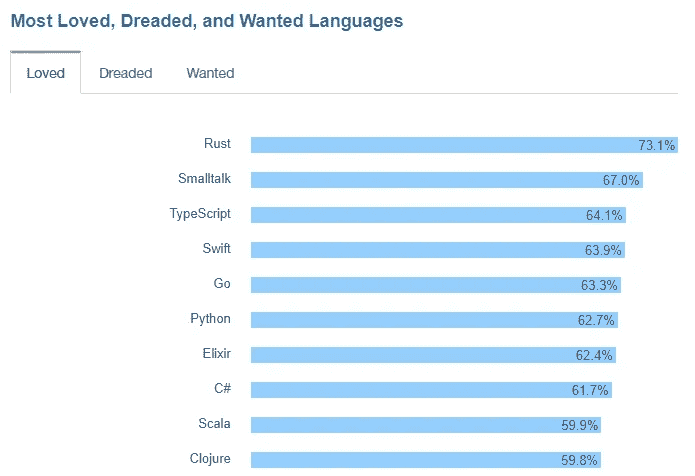 Most Loved, Dreaded, and Wanted Languages
Loved Dreaded Wanted
Rust 73.1%
Smalltalk 67.0%
TypeScript 64.1%
Swift 63.9%
Go 63.3%
Python 62.7%
Elixir 62.4%
C# 61.7%
Scala 59.9%
Clojure 59.8%